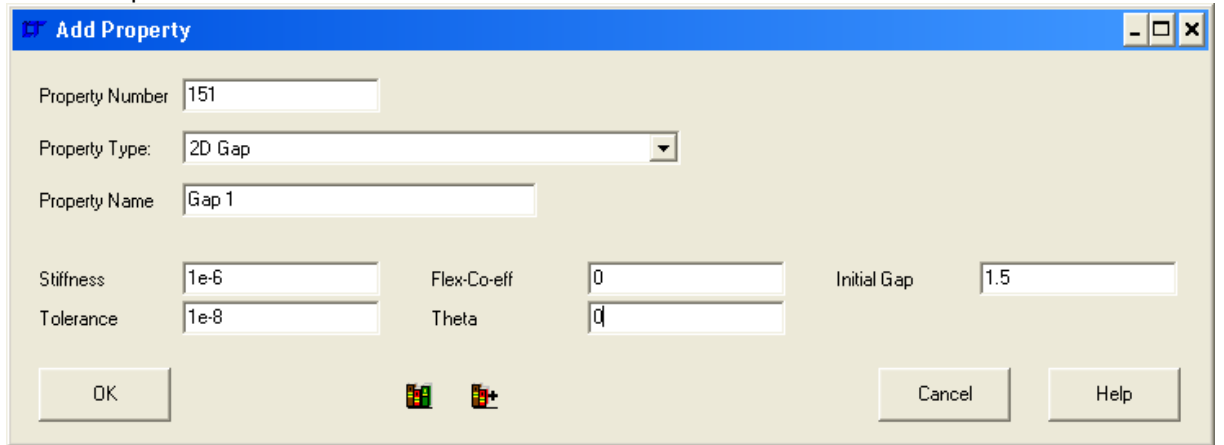 Add Property
Property Number 151
Property Type: 2D Gap
Property Name Gap 1
Stiffness 1e-6 Flex-Co-eff 0 Initial Gap 1.5
Tolerance 1e-8 Theta 0
OK Cancel Help